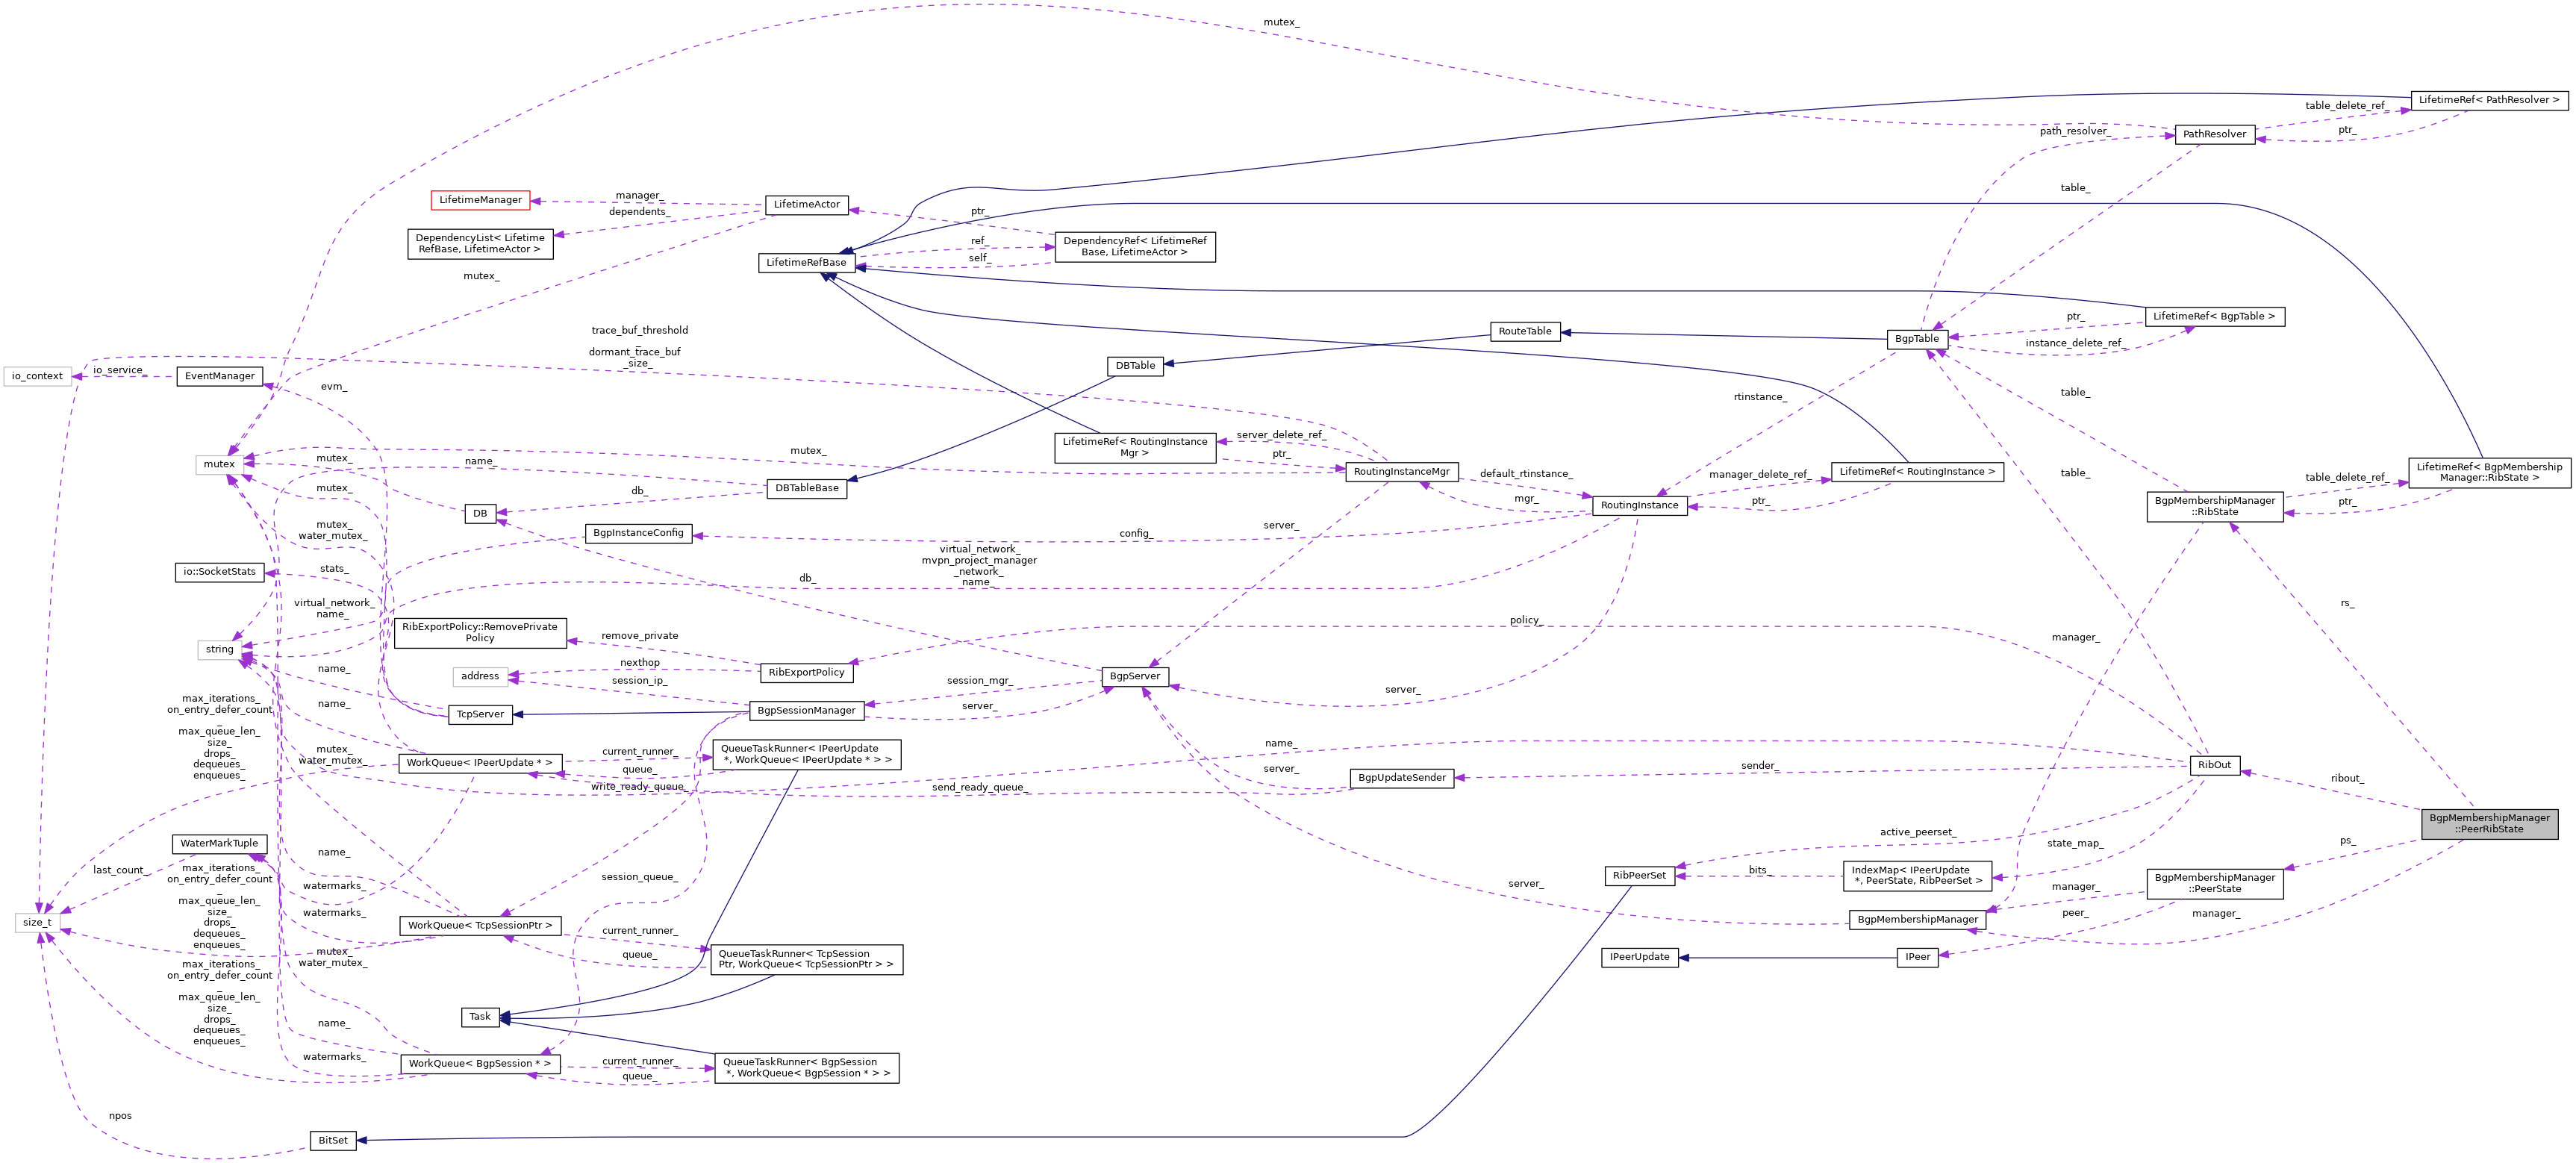 mutex_
LifetimeRef< PathResolver >
table_delete_ref_
ptr_
path_resolver_
PathResolver
table_
LifetimeManager
manager_
LifetimeActor
dependents_
ptr_
DependencyList< Lifetime
RefBase, LifetimeActor >
DependencyRef< LifetimeRef
Base, LifetimeActor >
ref_
self_
LifetimeRefBase
mutex_
LifetimeRef< BgpTable >
ptr_
instance_delete_ref_
trace_buf_threshold
_
dormant_trace_buf
_size_
RouteTable
BgpTable
DBTable
io_context
io_service_
EventManager
evm_
rtinstance_
table_
LifetimeRef< RoutingInstance
Mgr >
server_delete_ref_
ptr_
mutex_
mutex
mutex_
name_
mutex_
RoutingInstanceMgr
default_rtinstance_
mgr_
manager_delete_ref_
ptr_
LifetimeRef< RoutingInstance >
table_
LifetimeRef< BgpMembership
Manager::RibState >
table_delete_ref_
ptr_
BgpMembershipManager
::RibState
DBTableBase
db_
DB
RoutingInstance
mutex_
water_mutex_
BgpInstanceConfig
config_
server_
virtual_network_
mvpn_project_manager
_network_
name_
io::SocketStats
stats_
db_
virtual_network_
name_
rs_
RibExportPolicy::RemovePrivate
Policy
remove_private
policy_
manager_
string
nexthop
address
session_ip_
RibExportPolicy
BgpServer
name_
session_mgr_
server_
server_
BgpSessionManager
TcpServer
name_
max_iterations_
on_entry_defer_count
_
max_queue_len_
size_
drops_
dequeues_
enqueues_
mutex_
water_mutex_
WorkQueue< IPeerUpdate * >
current_runner_
queue_
QueueTaskRunner< IPeerUpdate
*, WorkQueue< IPeerUpdate * > >
name_
server_
BgpUpdateSender
sender_
RibOut
ribout_
write_ready_queue_
send_ready_queue_
BgpMembershipManager
::PeerRibState
WaterMarkTuple
name_
active_peerset_
state_map_
ps_
last_count_
max_iterations_
on_entry_defer_count
_
max_queue_len_
size_
drops_
dequeues_
enqueues_
watermarks_
session_queue_
server_
RibPeerSet
bits_
IndexMap< IPeerUpdate
*, PeerState, RibPeerSet >
BgpMembershipManager
::PeerState
manager_
peer_
manager_
size_t
watermarks_
WorkQueue< TcpSessionPtr >
current_runner_
queue_
BgpMembershipManager
mutex_
water_mutex_
QueueTaskRunner< TcpSession
Ptr, WorkQueue< TcpSessionPtr > >
IPeerUpdate
IPeer
max_iterations_
on_entry_defer_count
_
max_queue_len_
size_
drops_
dequeues_
enqueues_
Task
name_
watermarks_
WorkQueue< BgpSession * >
current_runner_
queue_
QueueTaskRunner< BgpSession
*, WorkQueue< BgpSession * > >
npos
BitSet